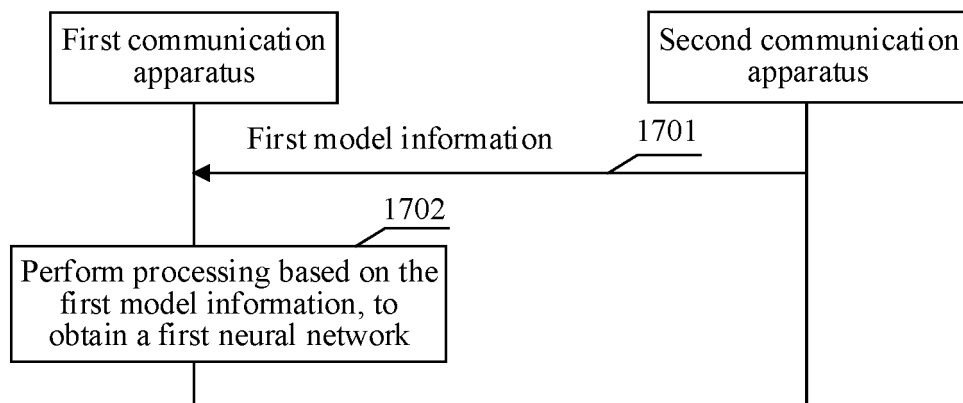 First communication
apparatus
Second communication
apparatus
First model information
1701
1702
Perform processing based on the
first model information, to
obtain a first neural network